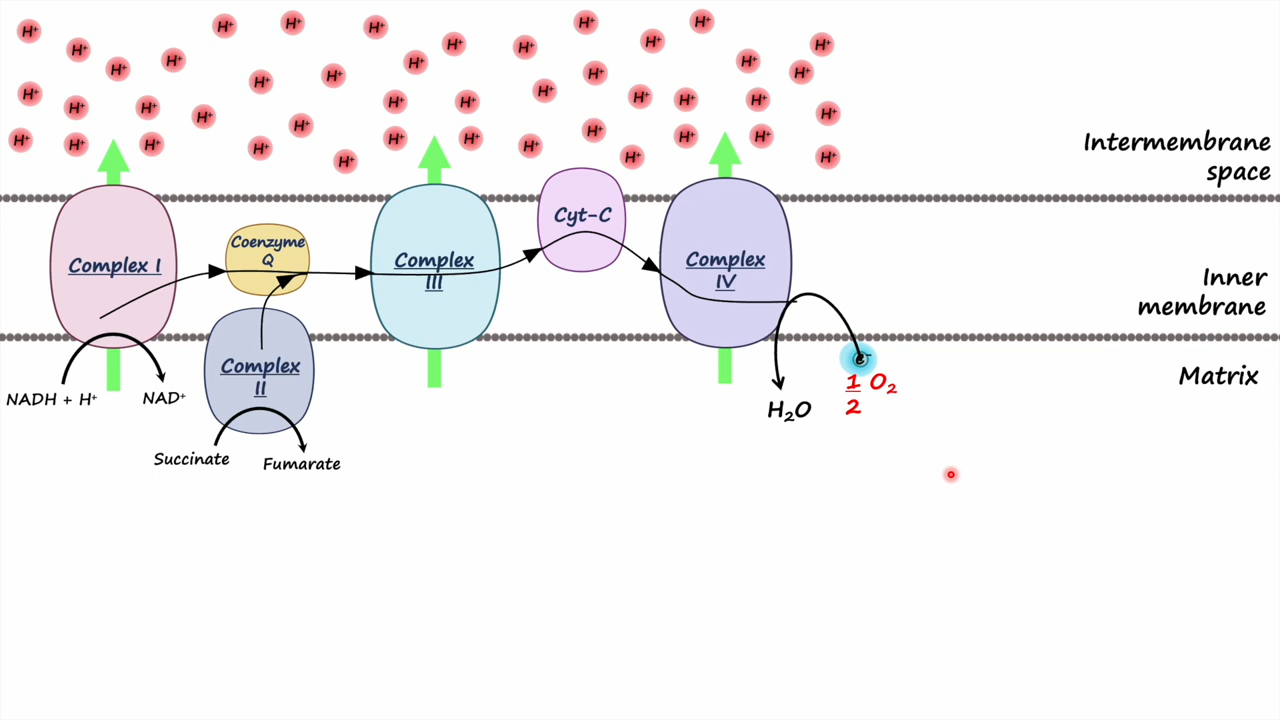 H⁺ H⁺ H⁺ H⁺ H⁺ H⁺ H⁺ H⁺ H⁺ H⁺ H⁺ H⁺ H⁺
H⁺ H⁺ H⁺ H⁺ H⁺ H⁺ H⁺ H⁺
H⁺ H⁺ H⁺ H⁺ H⁺ H⁺ H⁺ H⁺ H⁺ H⁺ H⁺ H⁺ H⁺
H⁺ H⁺ H⁺ H⁺ H⁺ H⁺ H⁺ H⁺ H⁺ H⁺ H⁺ H⁺ H⁺ H⁺
Intermembrane
space
Complex I
Coenzyme
Q
Complex
III
Cyt-C
Complex
IV
Inner
membrane
Complex
II
NADH + H⁺
NAD⁺
Succinate
Fumarate
H₂O
e⁻
1/2 O₂
Matrix